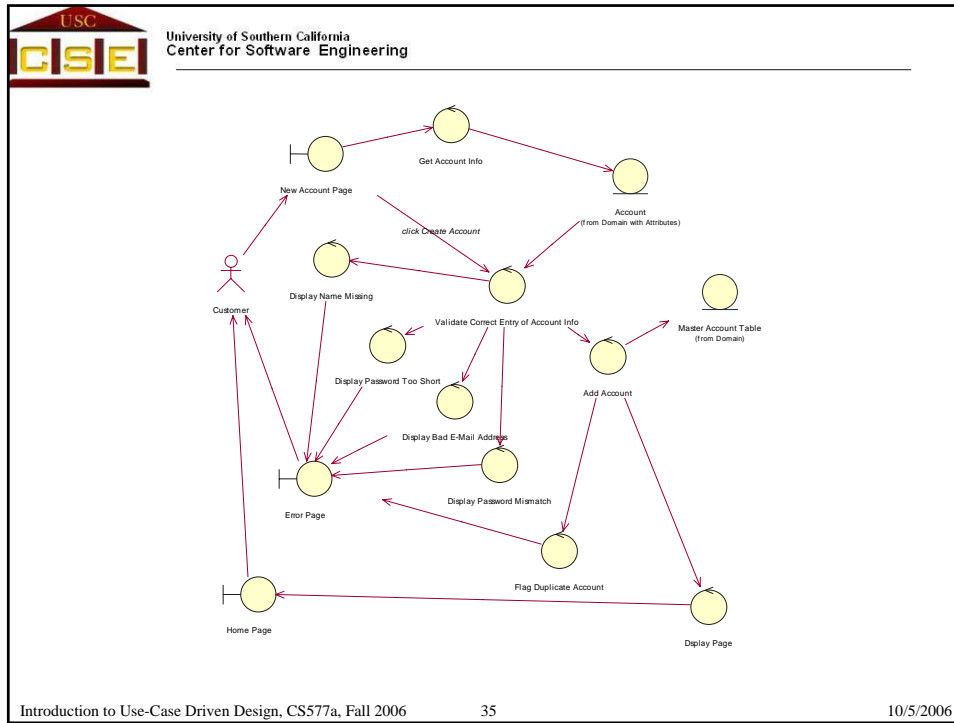 USC
CSE
University of Southern California
Center for Software Engineering
Get Account Info
New Account Page
Account
(from Domain with Attributes)
click Create Account
Display Name Missing
Customer
Validate Correct Entry of Account Info
Master Account Table
(from Domain)
Display Password Too Short
Add Account
Display Bad E-Mail Address
Display Password Mismatch
Error Page
Flag Duplicate Account
Home Page
Dsplay Page
Introduction to Use-Case Driven Design, CS577a, Fall 2006 35 10/5/2006